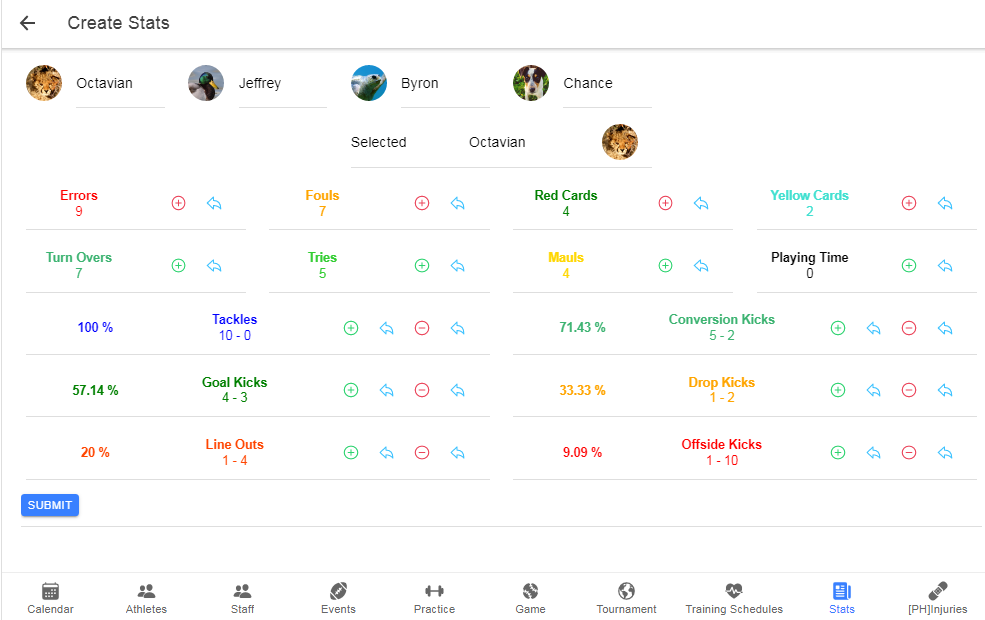 Create Stats
Octavian Jeffrey Byron Chance
Selected Octavian
Errors Fouls Red Cards Yellow Cards
9 7 4 2
Turn Overs Tries Mauls Playing Time
7 5 4 0
100 % Tackles 71.43 % Conversion Kicks
10 - 0 5 - 2
57.14 % Goal Kicks 33.33 % Drop Kicks
4 - 3 1 - 2
20 % Line Outs 9.09 % Offside Kicks
1 - 4 1 - 10
SUBMIT
Calendar Athletes Staff Events Practice Game Tournament Training Schedules Stats [PH]Injuries